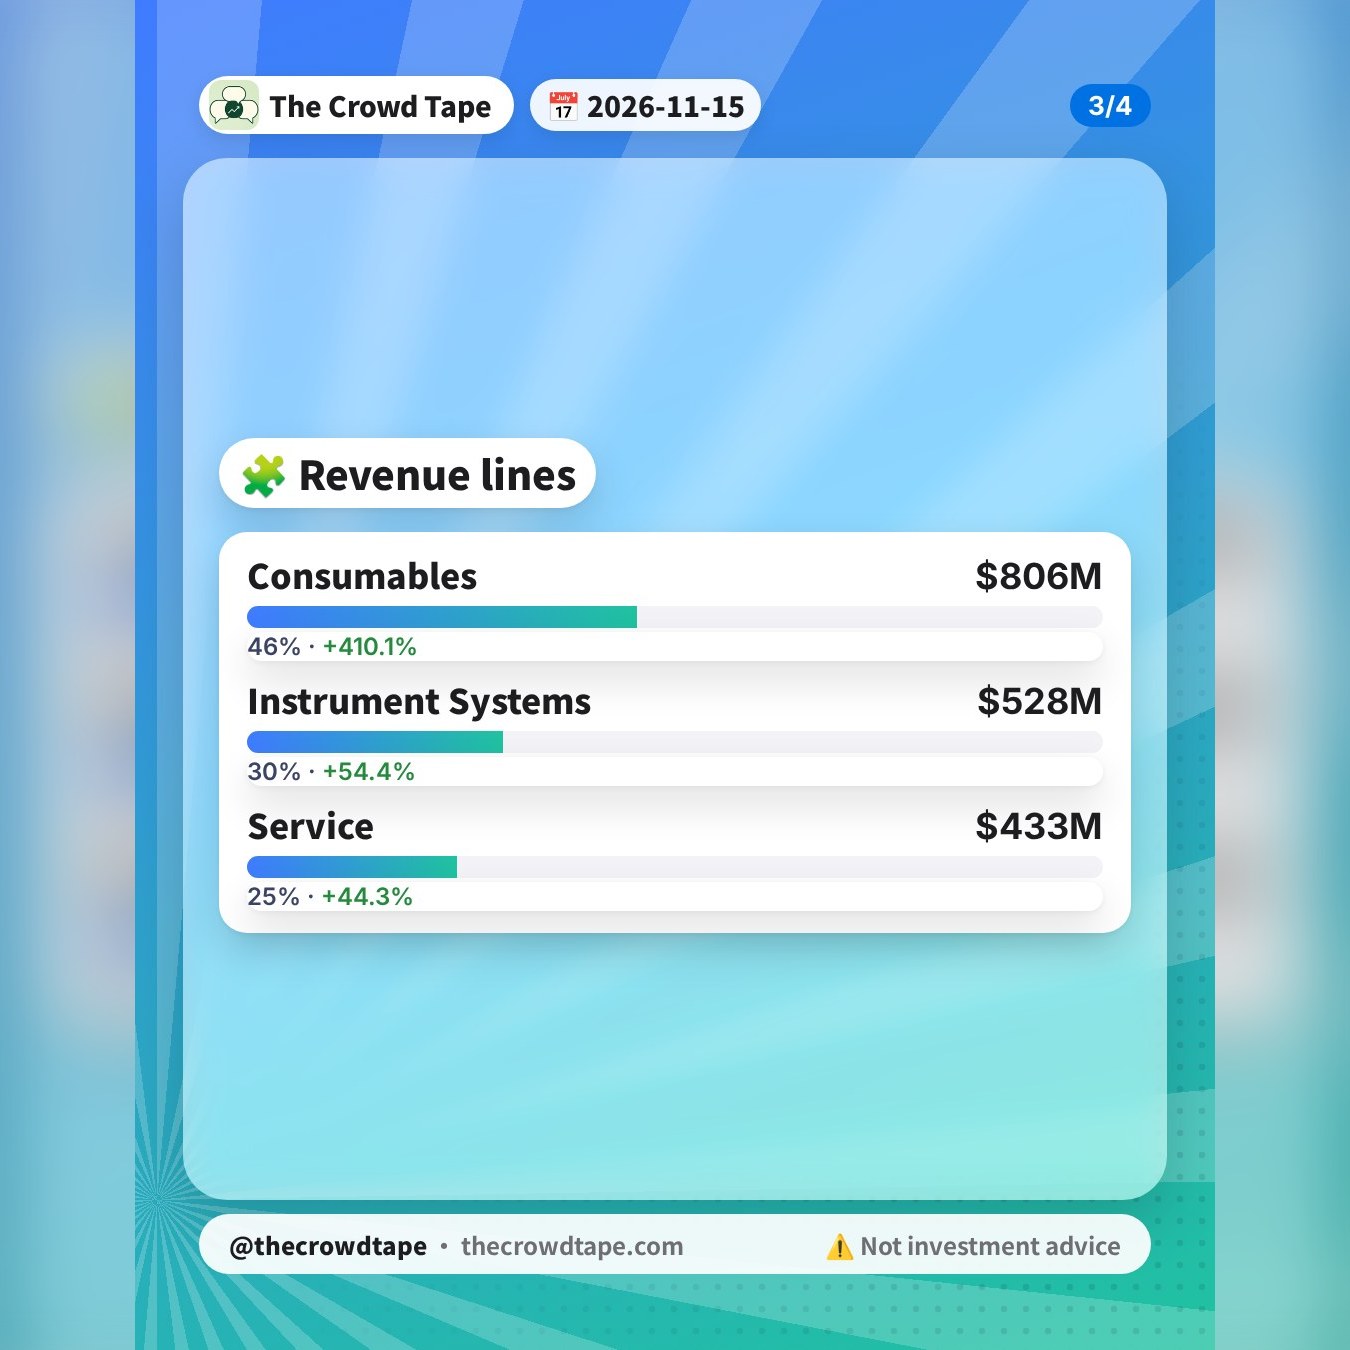 The Crowd Tape
2026-11-15
3/4
Revenue lines
Consumables $806M
46% · +410.1%
Instrument Systems $528M
30% · +54.4%
Service $433M
25% · +44.3%
@thecrowdtape • thecrowdtape.com
⚠️ Not investment advice